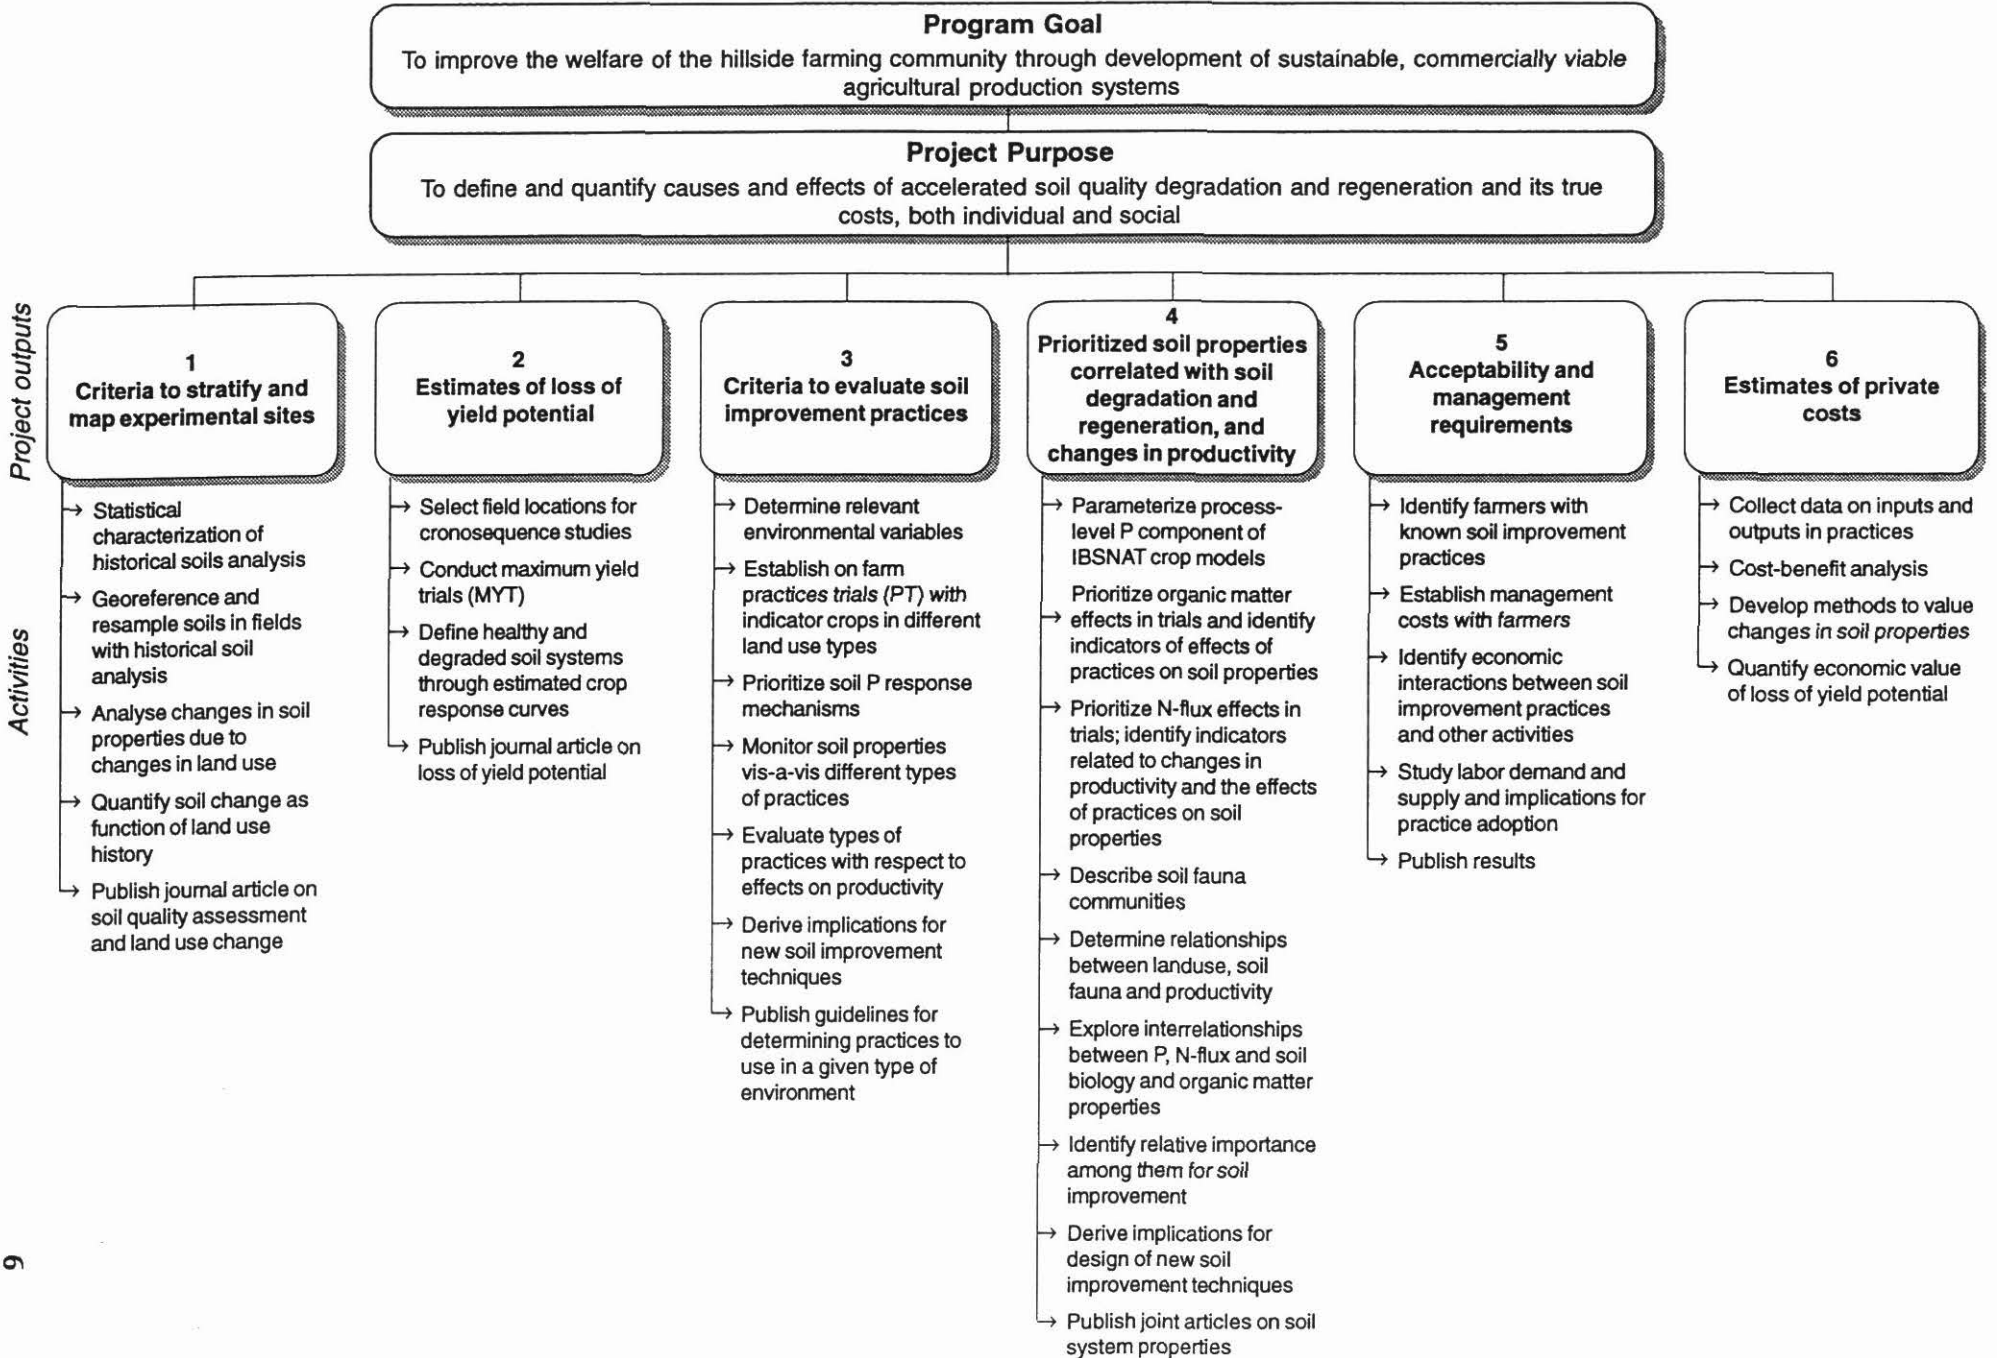 Program Goal
To improve the welfare of the hillside farming community through development of sustainable, commercially viable
agricultural production systems
Project Purpose
To define and quantify causes and effects of accelerated soil quality degradation and regeneration and its true
costs, both individual and social
Project outputs
1
Criteria to stratify and
map experimental sites
2
Estimates of loss of
yield potential
3
Criteria to evaluate soil
improvement practices
4
Prioritized soil properties
correlated with soil
degradation and
regeneration, and
changes in productivity
5
Acceptability and
management
requirements
6
Estimates of private
costs
Activities
Statistical
characterization of
historical soils analysis
Georeference and
resample soils in fields
with historical soil
analysis
Analyse changes in soil
properties due to
changes in land use
Quantify soil change as
function of land use
history
Publish journal article on
soil quality assessment
and land use change
Select field locations for
cronosequence studies
Conduct maximum yield
trials (MYT)
Define healthy and
degraded soil systems
through estimated crop
response curves
Publish journal article on
loss of yield potential
Determine relevant
environmental variables
Establish on farm
practices trials (PT) with
indicator crops in different
land use types
Prioritize soil P response
mechanisms
Monitor soil properties
vis-a-vis different types
of practices
Evaluate types of
practices with respect to
effects on productivity
Derive implications for
new soil improvement
techniques
Publish guidelines for
determining practices to
use in a given type of
environment
Parameterize process-
level P component of
IBSNAT crop models
Prioritize organic matter
effects in trials and identify
indicators of effects of
practices on soil properties
Prioritize N-flux effects in
trials; identify indicators
related to changes in
productivity and the effects
of practices on soil
properties
Describe soil fauna
communities
Determine relationships
between landuse, soil
fauna and productivity
Explore interrelationships
between P, N-flux and soil
biology and organic matter
properties
Identify relative importance
among them for soil
improvement
Derive implications for
design of new soil
improvement techniques
Publish joint articles on soil
system properties
Identify farmers with
known soil improvement
practices
Establish management
costs with farmers
Identify economic
interactions between soil
improvement practices
and other activities
Study labor demand and
supply and implications for
practice adoption
Publish results
Collect data on inputs and
outputs in practices
Cost-benefit analysis
Develop methods to value
changes in soil properties
Quantify economic value
of loss of yield potential
9